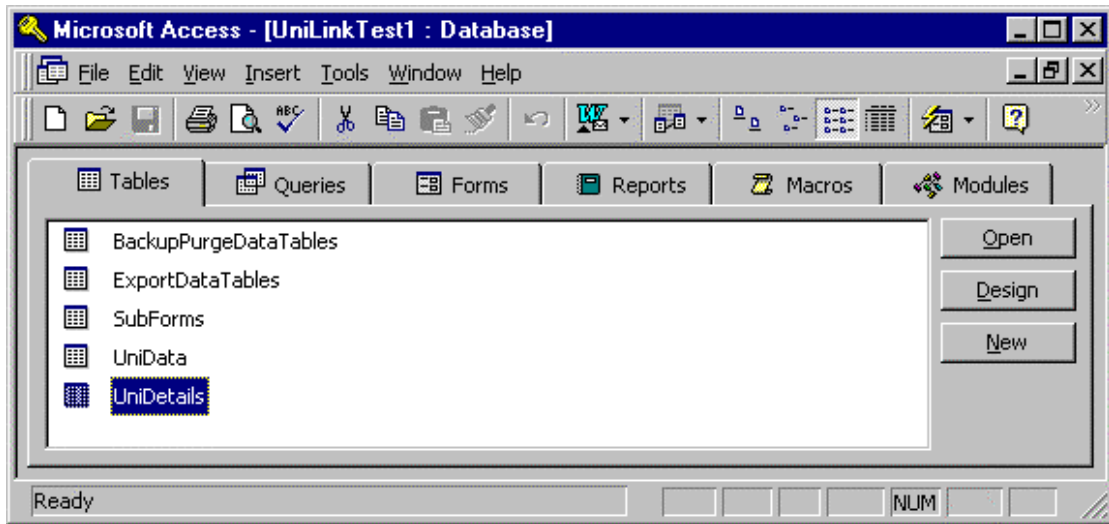 Microsoft Access - [UniLinkTest1 : Database]
File Edit View Insert Tools Window Help
ABC W
Tables Queries Forms Reports Macros Modules
BackupPurgeDataTables
ExportDataTables
SubForms
UniData
UniDetails
Open
Design
New
Ready NUM